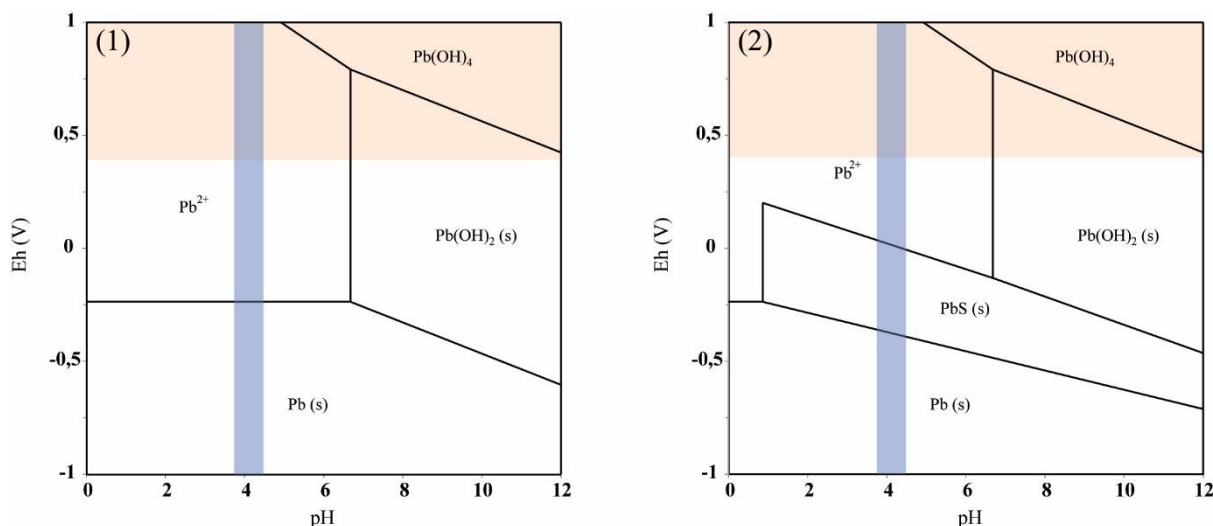 (1)
Pb(OH)₄
Pb²⁺
Pb(OH)₂ (s)
Pb (s)
1
0,5
0
-0,5
-1
Eh (V)
0 2 4 6 8 10 12
pH
(2)
Pb(OH)₄
Pb²⁺
Pb(OH)₂ (s)
PbS (s)
Pb (s)
1
0,5
0
-0,5
-1
Eh (V)
0 2 4 6 8 10 12
pH